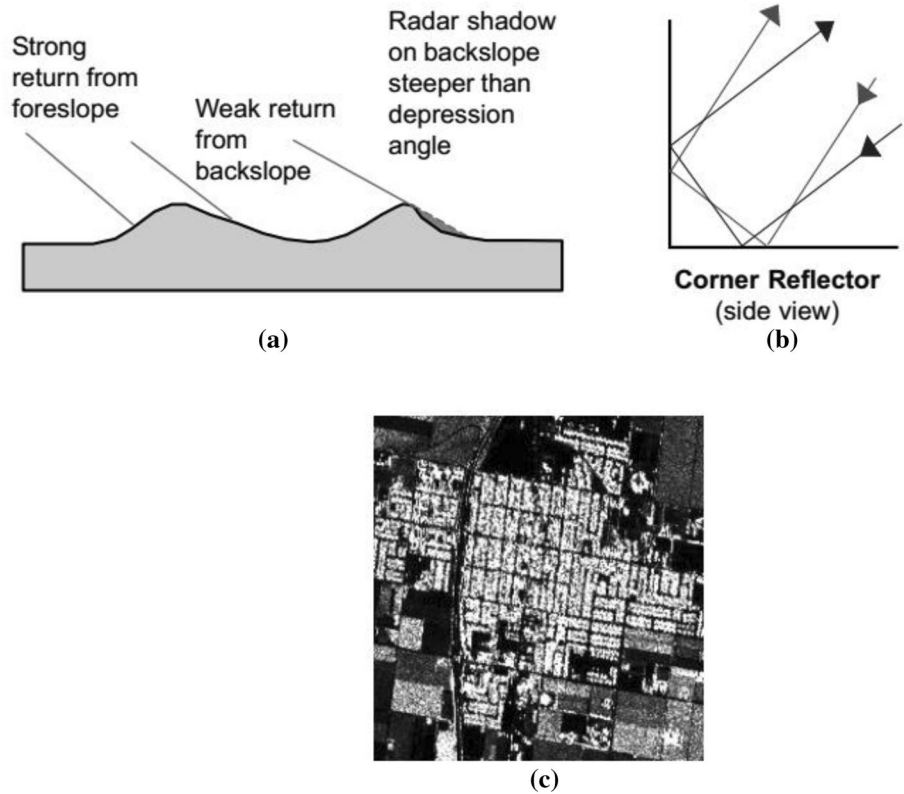 Strong
return from
foreslope
Weak return
from
backslope
Radar shadow
on backslope
steeper than
depression
angle
(a)
Corner Reflector
(side view)
(b)
(c)